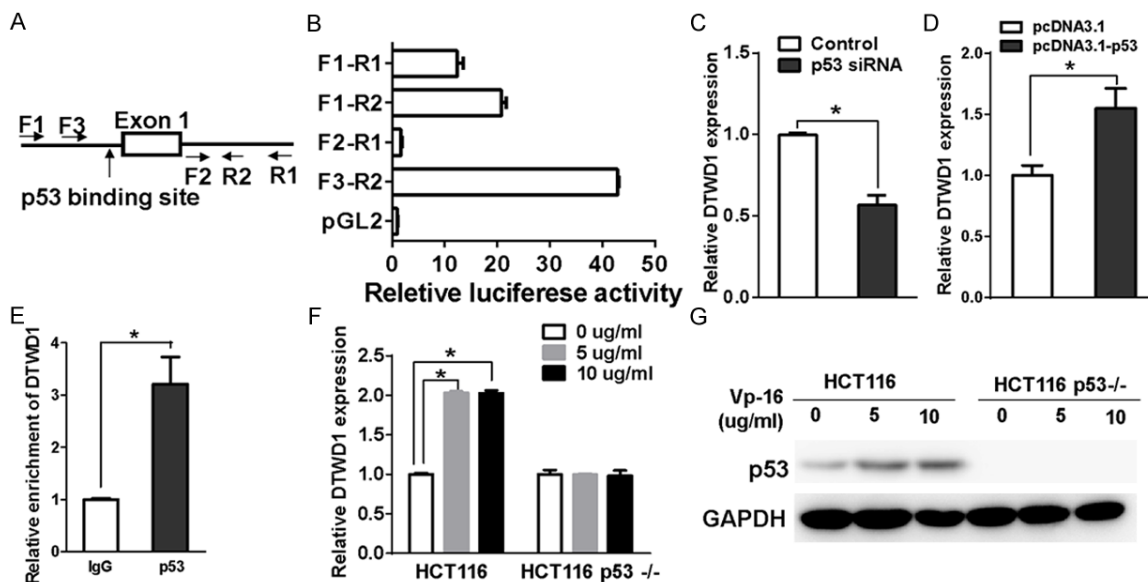 A
F1
F3
Exon 1
F2
R2
R1
p53 binding site
B
F1-R1
F1-R2
F2-R1
F3-R2
pGL2
0 10 20 30 40 50
Reletive luciferese activity
C
Control
p53 siRNA
Relative DTWD1 expression
1.5
1.0
0.5
0.0
*
D
pcDNA3.1
pcDNA3.1-p53
Relative DTWD1 expression
2.0
1.5
1.0
0.5
0.0
*
E
Relative enrichment of DTWD1
5
4
3
2
1
0
*
IgG p53
F
0 ug/ml
5 ug/ml
10 ug/ml
Relative DTWD1 expression
2.5
2.0
1.5
1.0
0.5
0.0
*
*
HCT116 HCT116 p53 -/-
G
HCT116 HCT116 p53-/-
Vp-16
(ug/ml)
0 5 10 0 5 10
p53
GAPDH